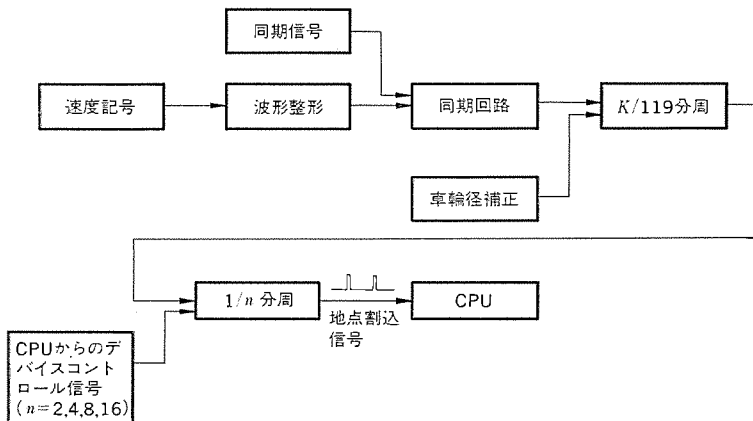 同期信号
速度記号
波形整形
同期回路
K/119分周
車輪径補正
1/n 分周
地点割込
信号
CPU
CPUからのデ
バイスコント
ロール信号
(n=2,4,8,16)